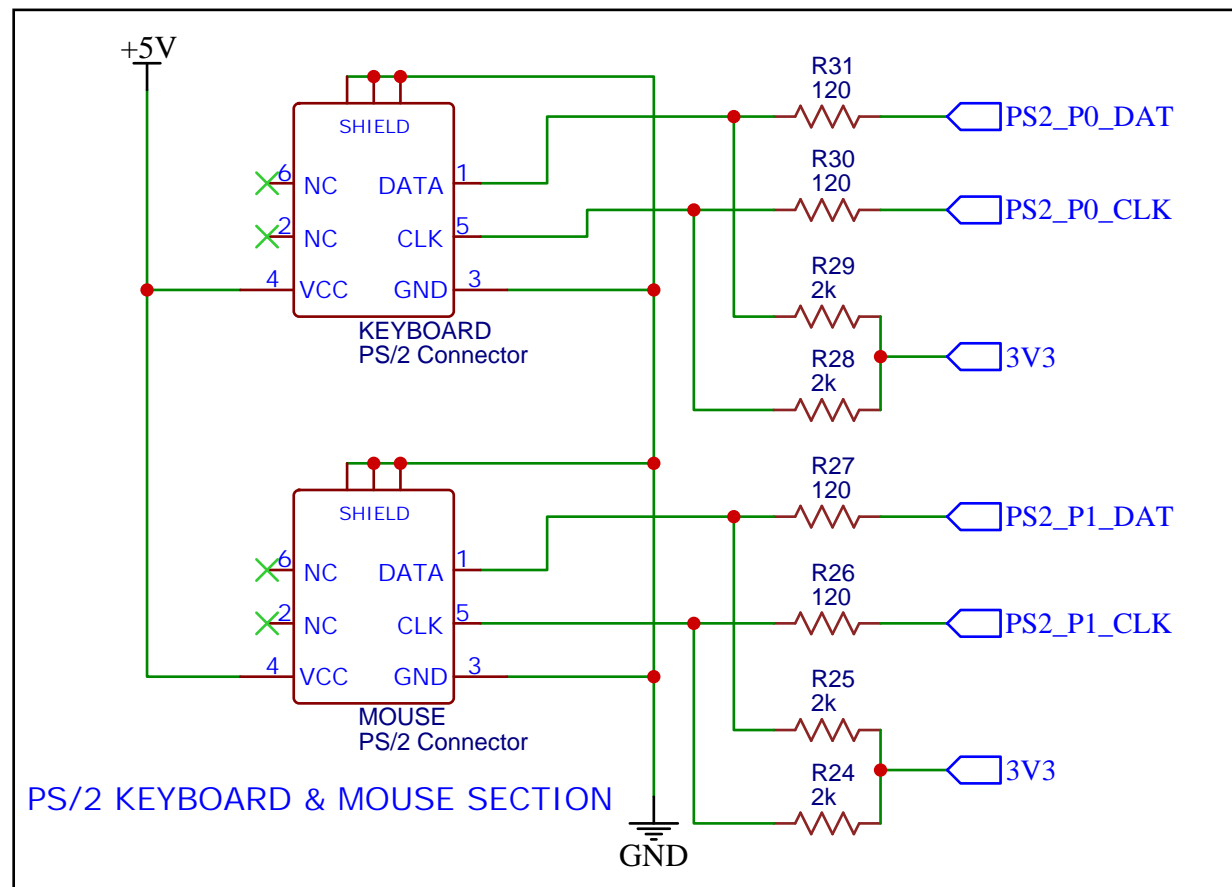 +5V
SHIELD
6
NC
DATA
1
2
NC
CLK
5
4
VCC
GND
3
KEYBOARD
PS/2 Connector
R31
120
PS2_P0_DAT
R30
120
PS2_P0_CLK
R29
2k
R28
2k
3V3
SHIELD
6
NC
DATA
1
2
NC
CLK
5
4
VCC
GND
3
MOUSE
PS/2 Connector
R27
120
PS2_P1_DAT
R26
120
PS2_P1_CLK
R25
2k
R24
2k
3V3
PS/2 KEYBOARD & MOUSE SECTION
GND